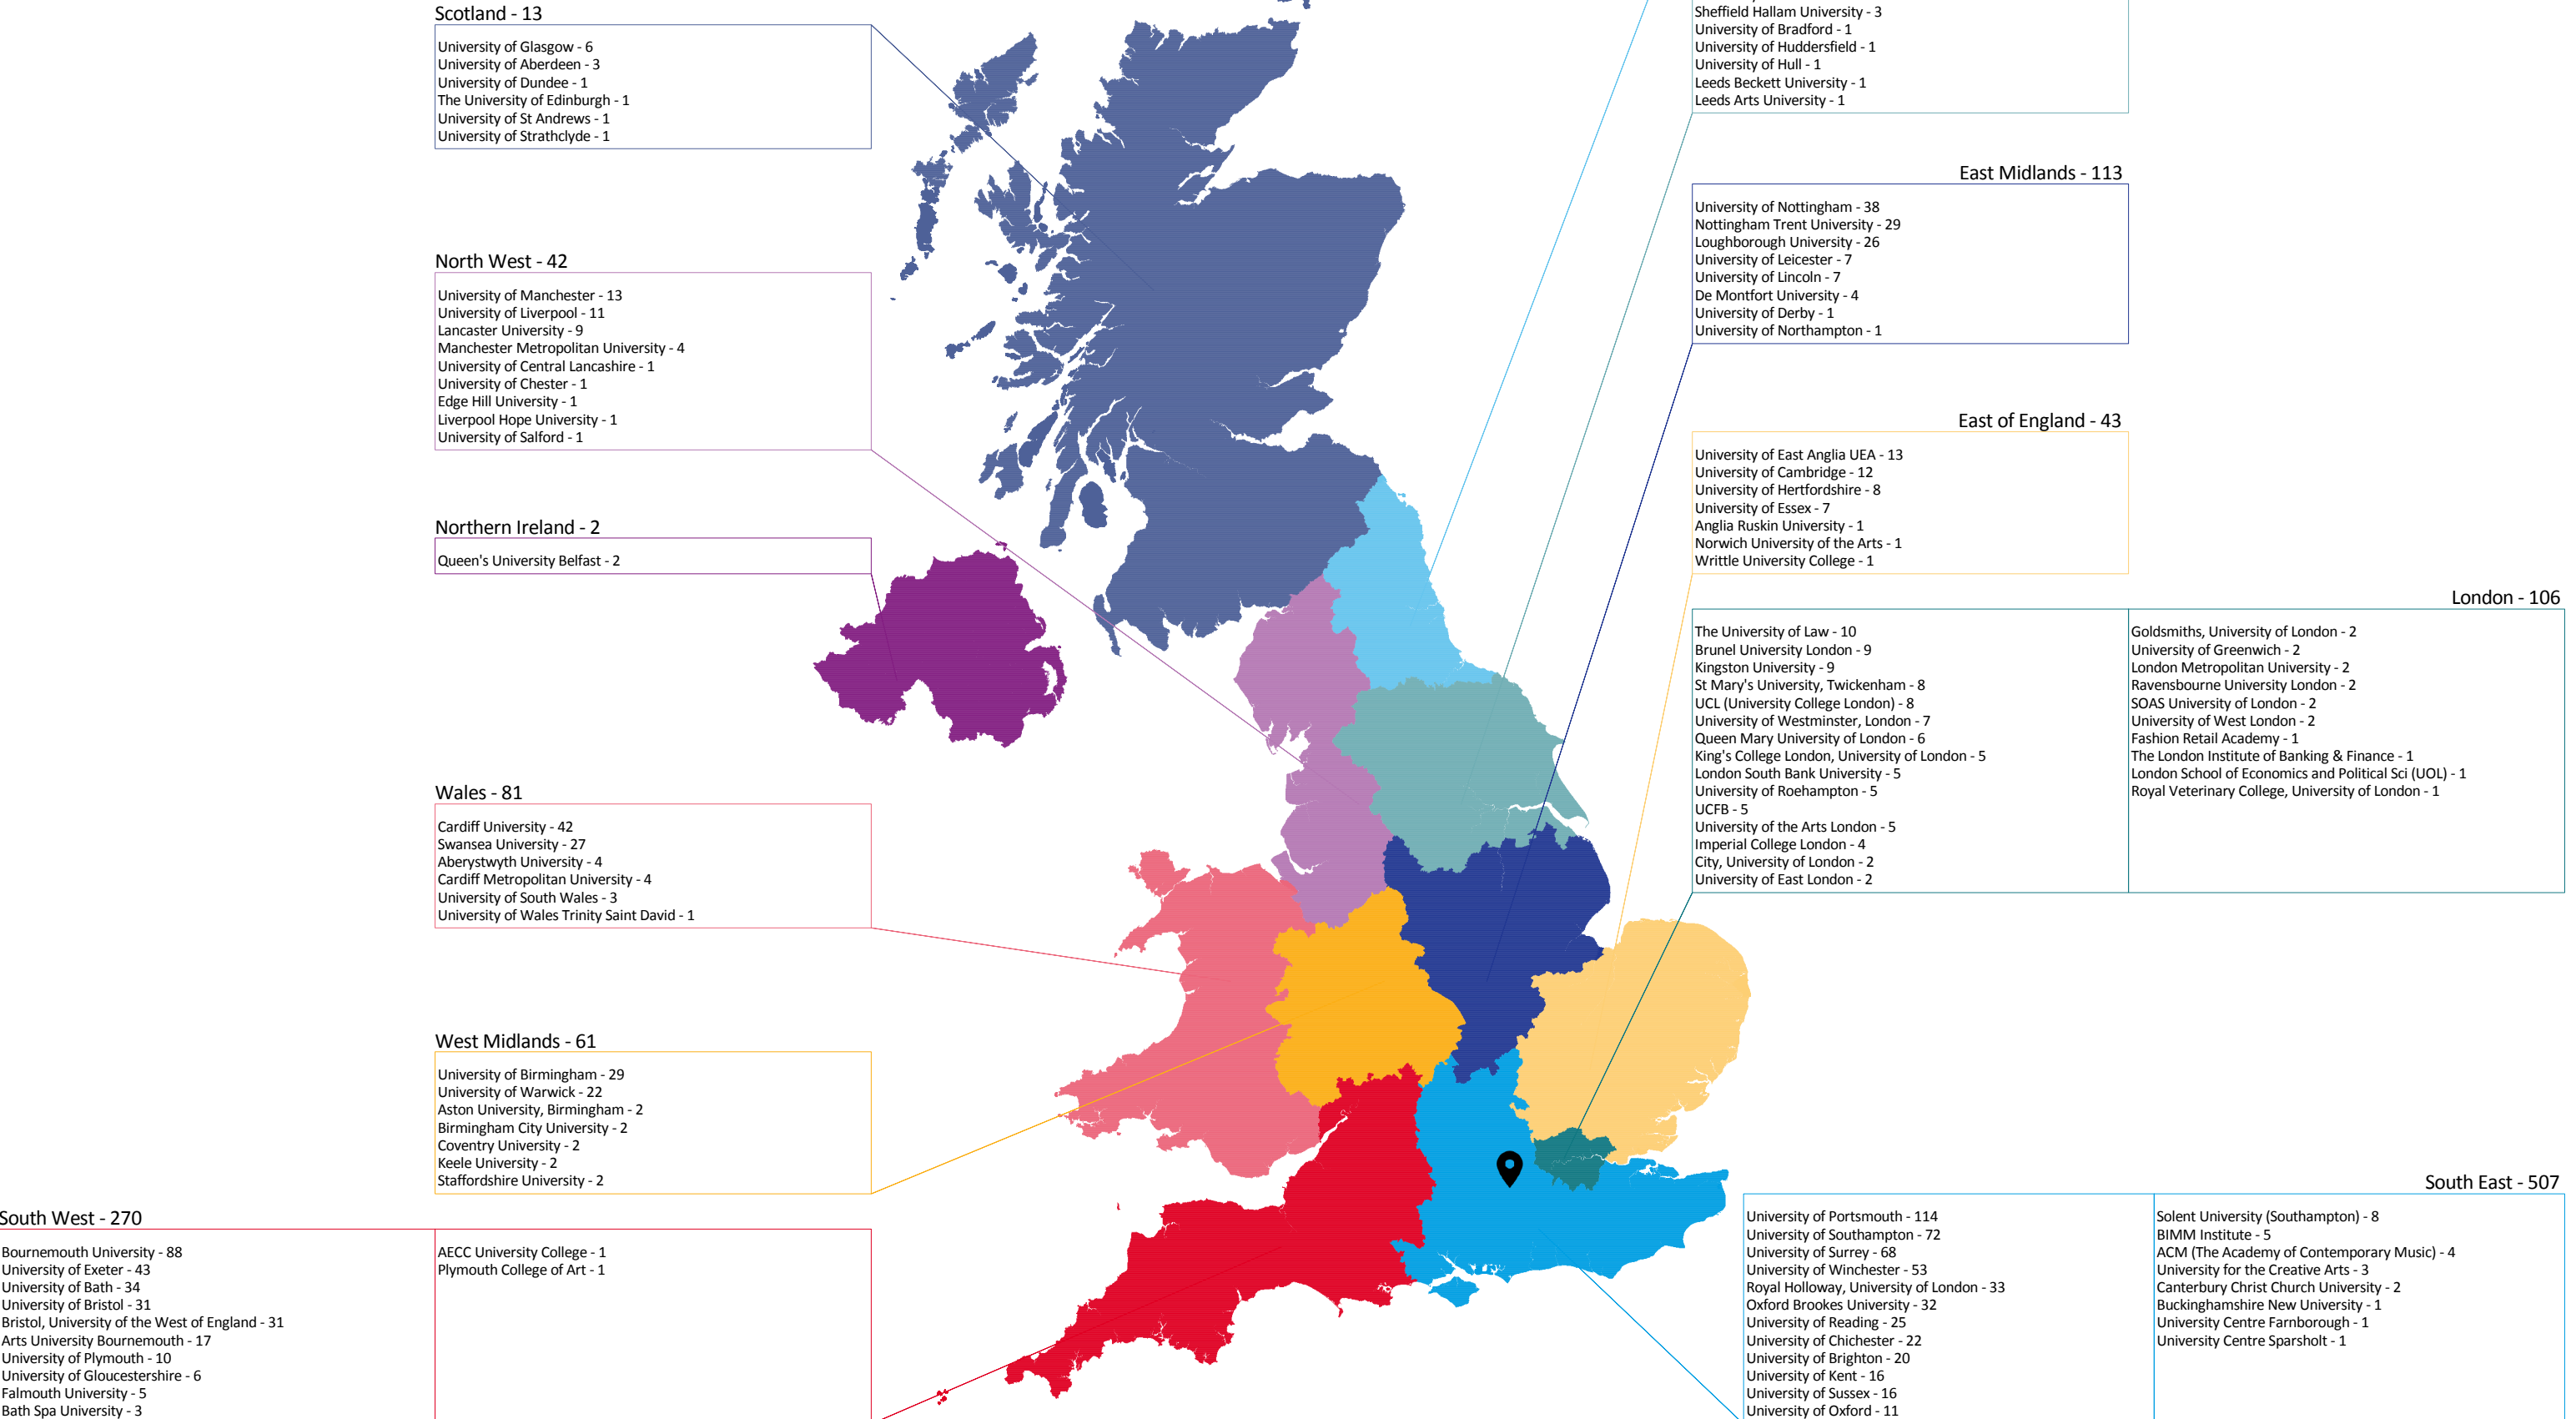 Scotland - 13
University of Glasgow - 6
University of Aberdeen - 3
University of Dundee - 1
The University of Edinburgh - 1
University of St Andrews - 1
University of Strathclyde - 1
North West - 42
University of Manchester - 13
University of Liverpool - 11
Lancaster University - 9
Manchester Metropolitan University - 4
University of Central Lancashire - 1
University of Chester - 1
Edge Hill University - 1
Liverpool Hope University - 1
University of Salford - 1
Northern Ireland - 2
Queen's University Belfast - 2
Wales - 81
Cardiff University - 42
Swansea University - 27
Aberystwyth University - 4
Cardiff Metropolitan University - 4
University of South Wales - 3
University of Wales Trinity Saint David - 1
West Midlands - 61
University of Birmingham - 29
University of Warwick - 22
Aston University, Birmingham - 2
Birmingham City University - 2
Coventry University - 2
Keele University - 2
Staffordshire University - 2
South West - 270
Bournemouth University - 88
University of Exeter - 43
University of Bath - 34
University of Bristol - 31
Bristol, University of the West of England - 31
Arts University Bournemouth - 17
University of Plymouth - 10
University of Gloucestershire - 6
Falmouth University - 5
Bath Spa University - 3
AECC University College - 1
Plymouth College of Art - 1
Sheffield Hallam University - 3
University of Bradford - 1
University of Huddersfield - 1
University of Hull - 1
Leeds Beckett University - 1
Leeds Arts University - 1
East Midlands - 113
University of Nottingham - 38
Nottingham Trent University - 29
Loughborough University - 26
University of Leicester - 7
University of Lincoln - 7
De Montfort University - 4
University of Derby - 1
University of Northampton - 1
East of England - 43
University of East Anglia UEA - 13
University of Cambridge - 12
University of Hertfordshire - 8
University of Essex - 7
Anglia Ruskin University - 1
Norwich University of the Arts - 1
Writtle University College - 1
London - 106
The University of Law - 10
Brunel University London - 9
Kingston University - 9
St Mary's University, Twickenham - 8
UCL (University College London) - 8
University of Westminster, London - 7
Queen Mary University of London - 6
King's College London, University of London - 5
London South Bank University - 5
University of Roehampton - 5
UCFB - 5
University of the Arts London - 5
Imperial College London - 4
City, University of London - 2
University of East London - 2
Goldsmiths, University of London - 2
University of Greenwich - 2
London Metropolitan University - 2
Ravensbourne University London - 2
SOAS University of London - 2
University of West London - 2
Fashion Retail Academy - 1
The London Institute of Banking & Finance - 1
London School of Economics and Political Sci (UOL) - 1
Royal Veterinary College, University of London - 1
South East - 507
University of Portsmouth - 114
University of Southampton - 72
University of Surrey - 68
University of Winchester - 53
Royal Holloway, University of London - 33
Oxford Brookes University - 32
University of Reading - 25
University of Chichester - 22
University of Brighton - 20
University of Kent - 16
University of Sussex - 16
University of Oxford - 11
Solent University (Southampton) - 8
BIMM Institute - 5
ACM (The Academy of Contemporary Music) - 4
University for the Creative Arts - 3
Canterbury Christ Church University - 2
Buckinghamshire New University - 1
University Centre Farnborough - 1
University Centre Sparsholt - 1